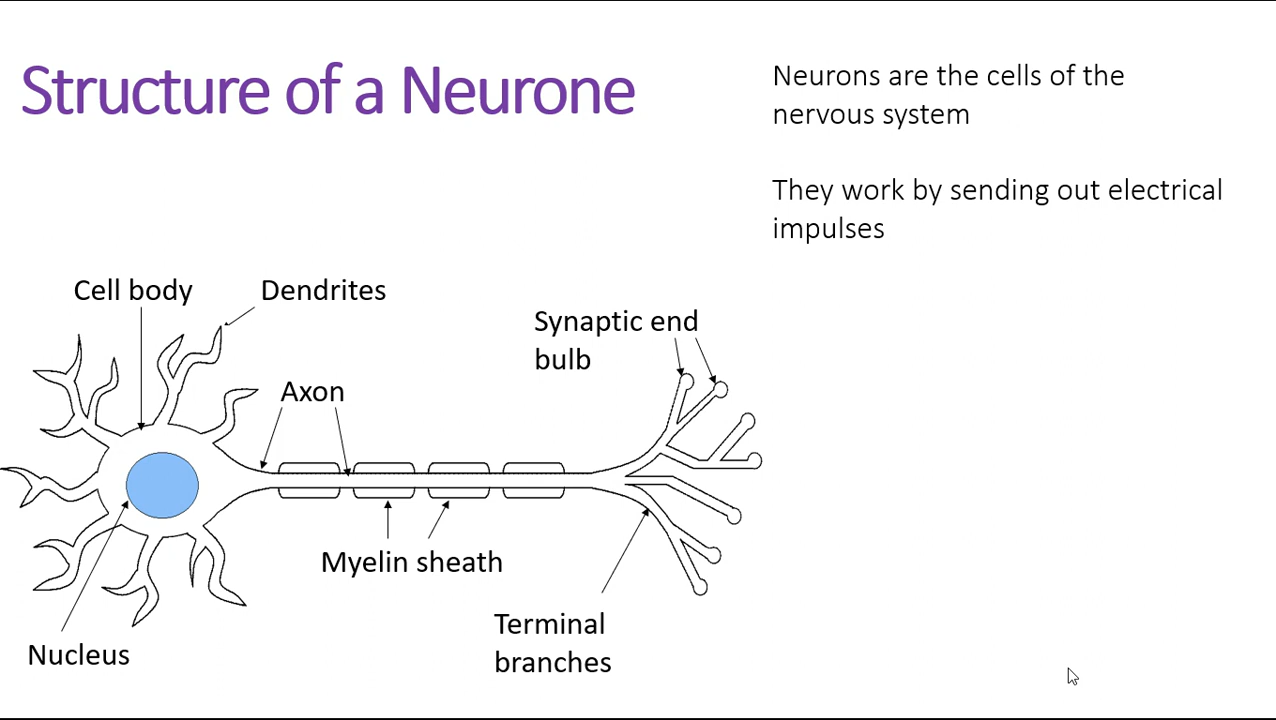 Structure of a Neurone
Neurons are the cells of the
nervous system
They work by sending out electrical
impulses
Cell body
Dendrites
Synaptic end
bulb
Axon
Myelin sheath
Terminal
branches
Nucleus